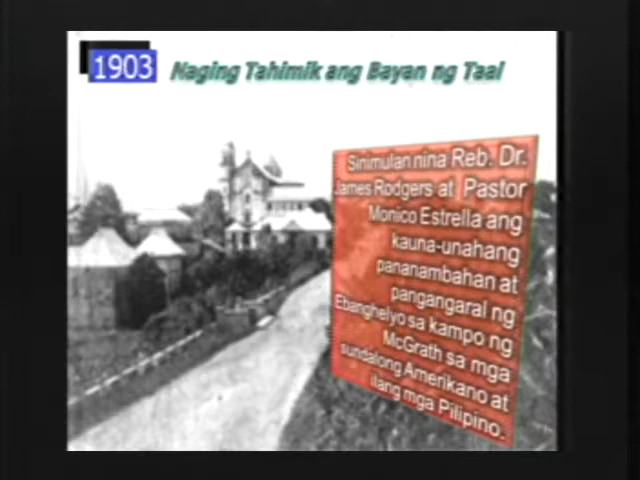 1903
Naging Tahimik ang Bayan ng Taal
Sinimulan nina Reb. Dr.
James Rodgers at Pastor
Monico Estrella ang
kauna-unahang
pananambahan at
pangangaral ng
Ebanghelyo sa kampo ng
McGrath sa mga
sundalong Amerikano at
ilang mga Pilipino.